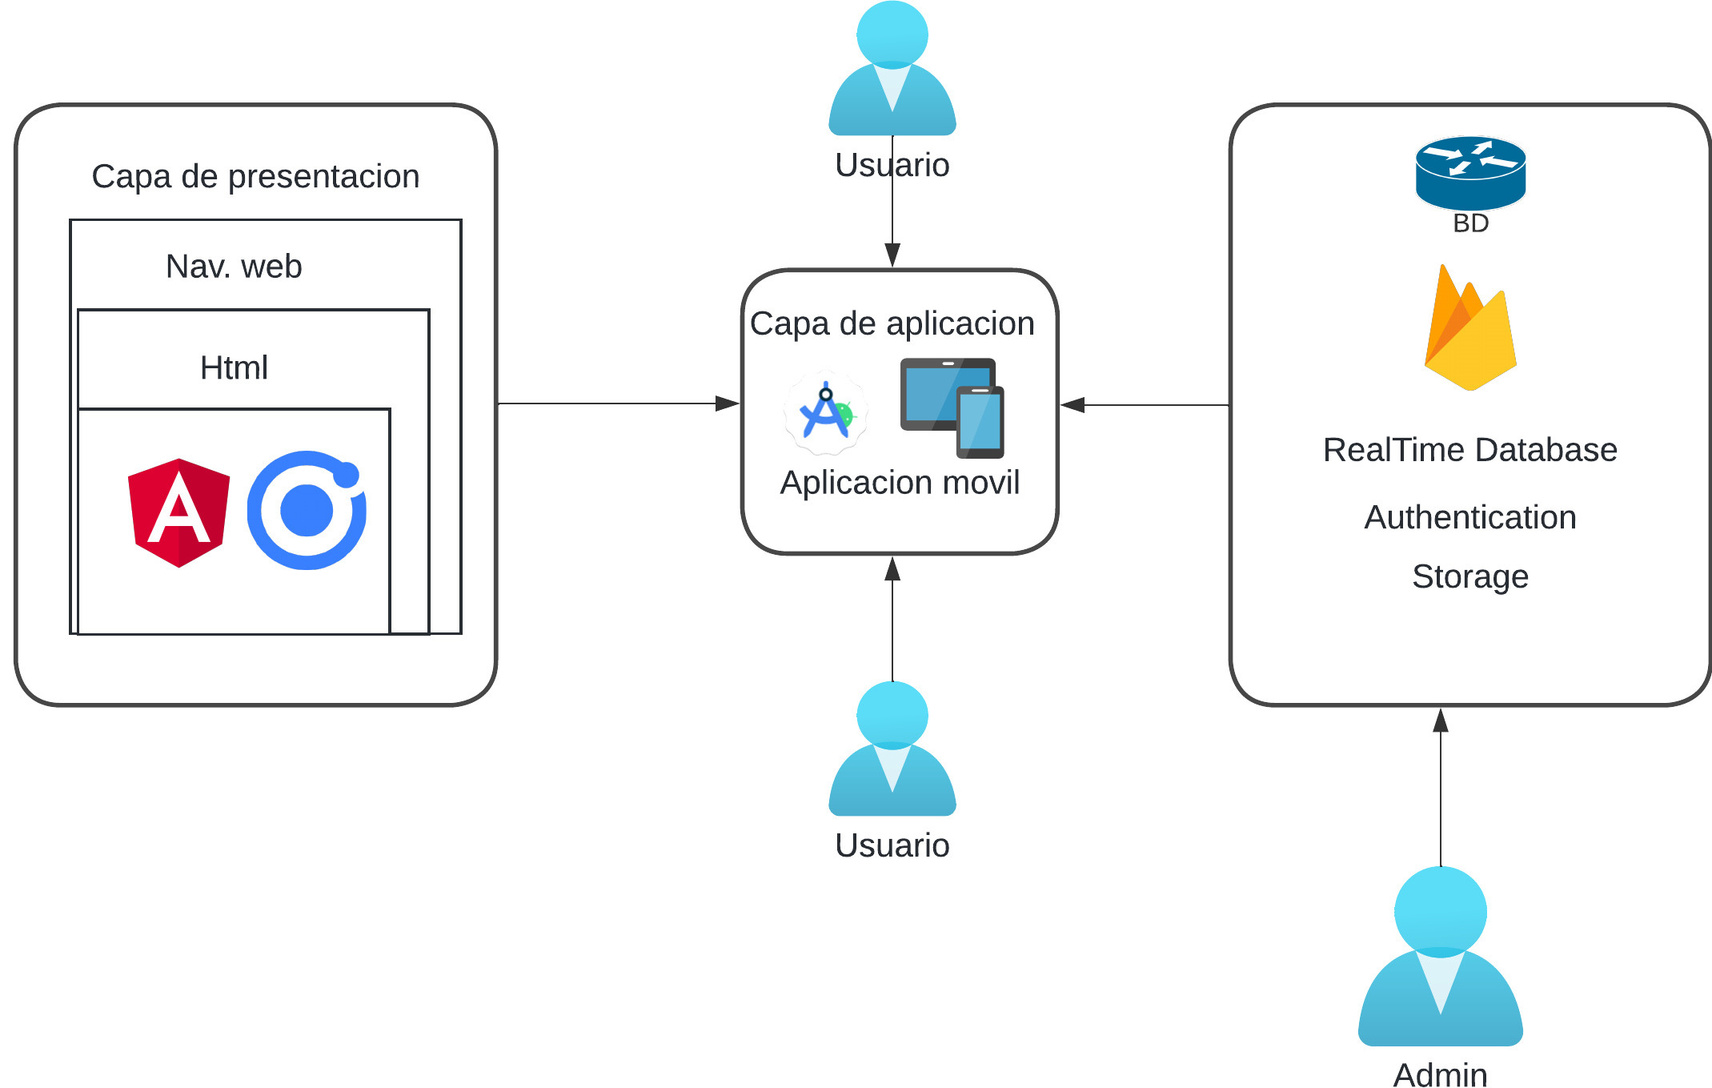 Usuario
Capa de presentacion
Nav. web
Html
Capa de aplicacion
Aplicacion movil
BD
RealTime Database
Authentication
Storage
Usuario
Admin